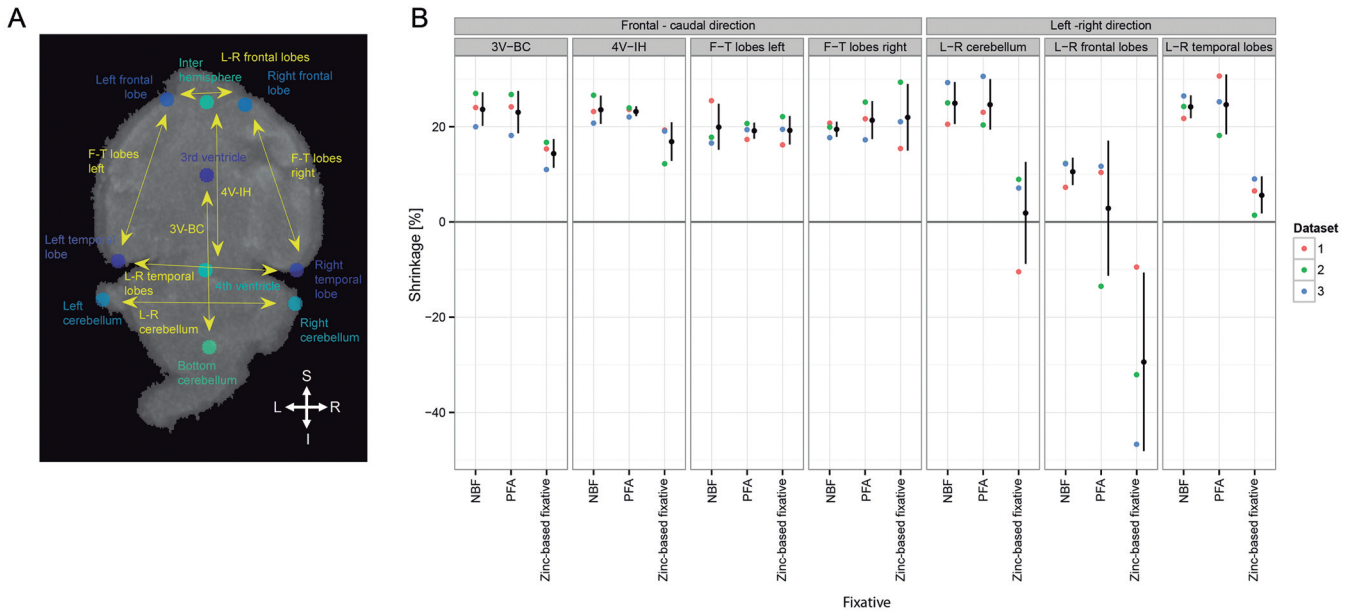 A
L-R frontal lobes
Inter
hemisphere
Left frontal
lobe
Right frontal
lobe
F-T lobes
left
3rd ventricle
F-T lobes
right
4V-IH
3V-BC
Left temporal
lobe
L-R temporal
lobes
4th ventricle
Right
temporal
lobe
Left
cerebellum
L-R
cerebellum
Right
cerebellum
Bottom
cerebellum
S
L
R
I
B
Frontal - caudal direction
Left -right direction
3V−BC
4V−IH
F−T lobes left
F−T lobes right
L−R cerebellum
L−R frontal lobes
L−R temporal lobes
Shrinkage [%]
20
0
−20
−40
NBF
PFA
Zinc-based fixative
NBF
PFA
Zinc-based fixative
NBF
PFA
Zinc-based fixative
NBF
PFA
Zinc-based fixative
NBF
PFA
Zinc-based fixative
NBF
PFA
Zinc-based fixative
NBF
PFA
Zinc-based fixative
Fixative
Dataset
1
2
3